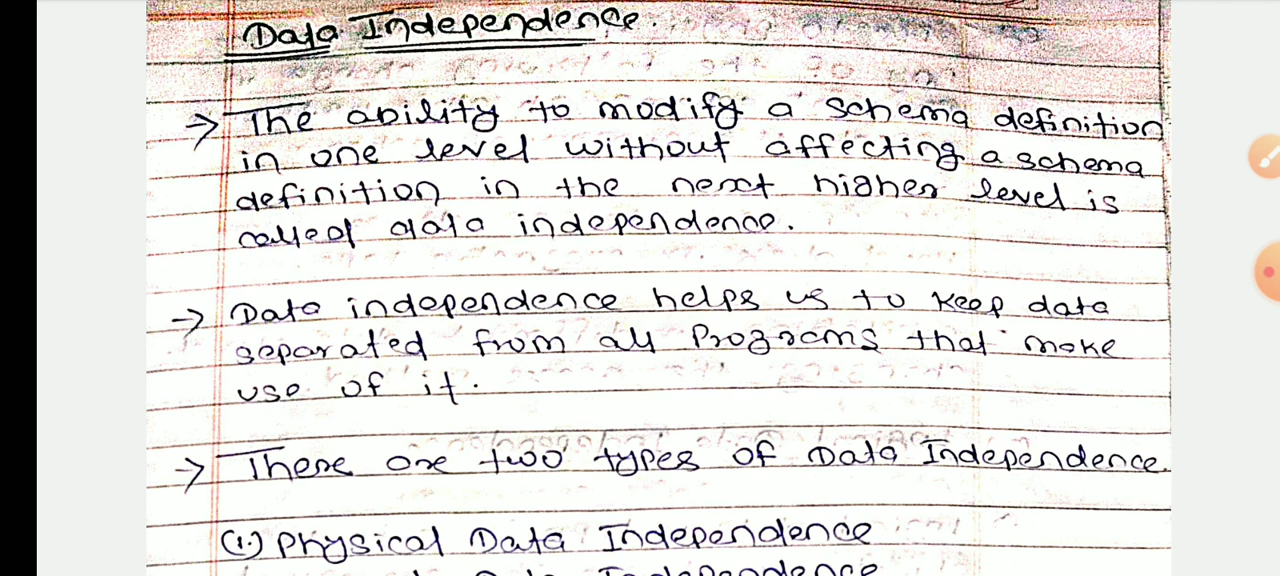 Data Independence.
→ The ability to modify a schema definition
in one level without affecting a schema
definition in the next higher level is
called data independence.
→ Data independence helps us to keep data
separated from all programs that make
use of it.
→ There are two types of Data Independence.
(1) Physical Data Independence
Data Independence